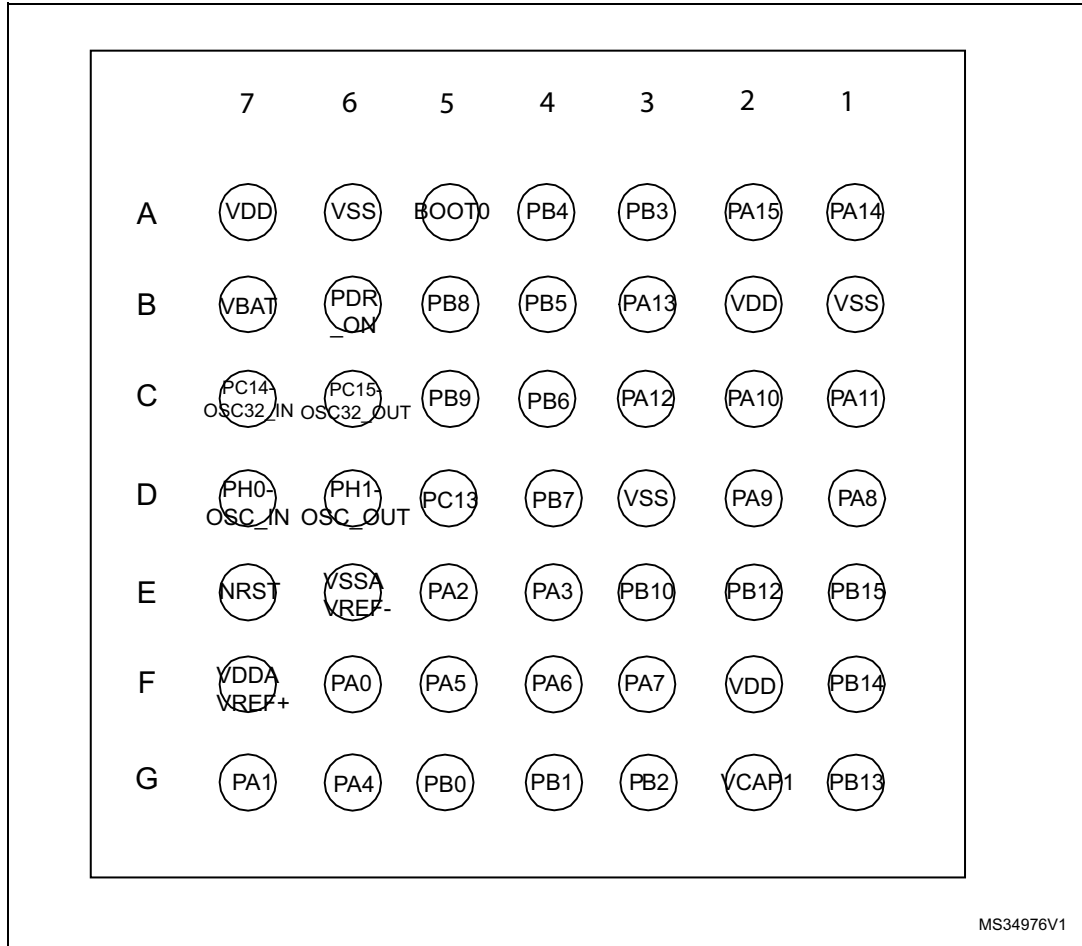 7 6 5 4 3 2 1
A VDD VSS BOOT0 PB4 PB3 PA15 PA14
B VBAT PDR _ON PB8 PB5 PA13 VDD VSS
C PC14- OSC32_IN PC15- OSC32_OUT PB9 PB6 PA12 PA10 PA11
D PH0- OSC_IN PH1- OSC_OUT PC13 PB7 VSS PA9 PA8
E NRST VSSA VREF- PA2 PA3 PB10 PB12 PB15
F VDDA VREF+ PA0 PA5 PA6 PA7 VDD PB14
G PA1 PA4 PB0 PB1 PB2 VCAP1 PB13
MS34976V1